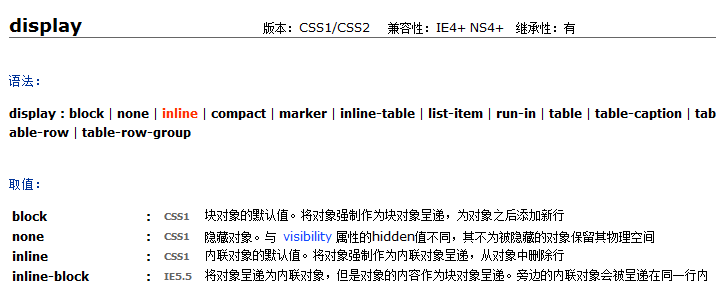 display 版本：CSS1/CSS2 兼容性：IE4+ NS4+ 继承性：有
语法：
display : block | none | inline | compact | marker | inline-table | list-item | run-in | table | table-caption | tab
able-row | table-row-group
取值：
block : CSS1 块对象的默认值。将对象强制作为块对象呈递，为对象之后添加新行
none : CSS1 隐藏对象。与 visibility 属性的hidden值不同，其不为被隐藏的对象保留其物理空间
inline : CSS1 内联对象的默认值。将对象强制作为内联对象呈递，从对象中删除行
inline-block : IE5.5 将对象呈递为内联对象，但是对象的内容作为块对象呈递。旁边的内联对象会被呈递在同一行内